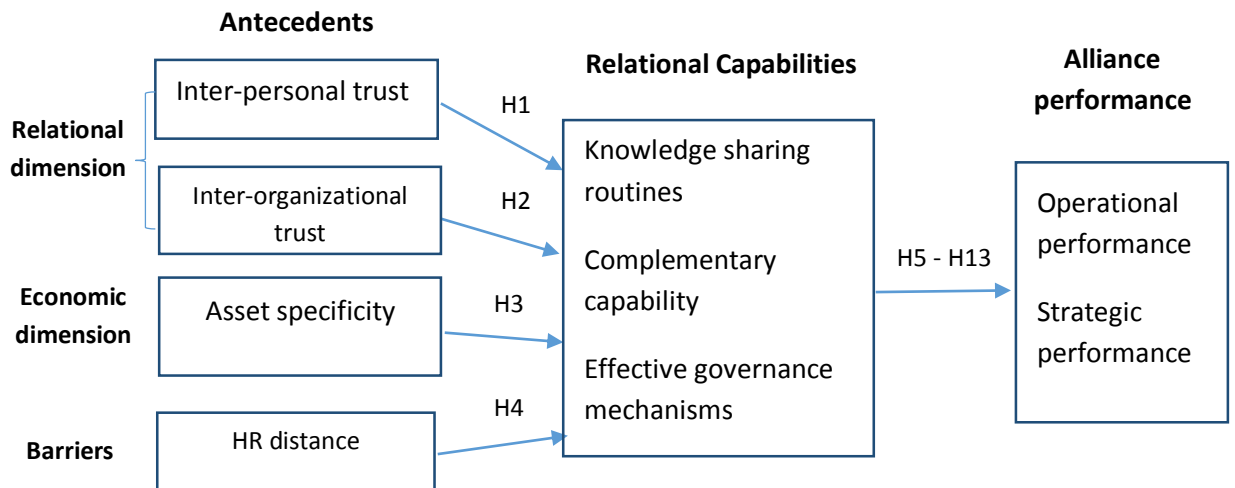 Antecedents
Relational
dimension
Inter-personal trust
Inter-organizational
trust
Economic
dimension
Asset specificity
Barriers
HR distance
H1
H2
H3
H4
Relational Capabilities
Knowledge sharing
routines
Complementary
capability
Effective governance
mechanisms
H5 - H13
Alliance
performance
Operational
performance
Strategic
performance